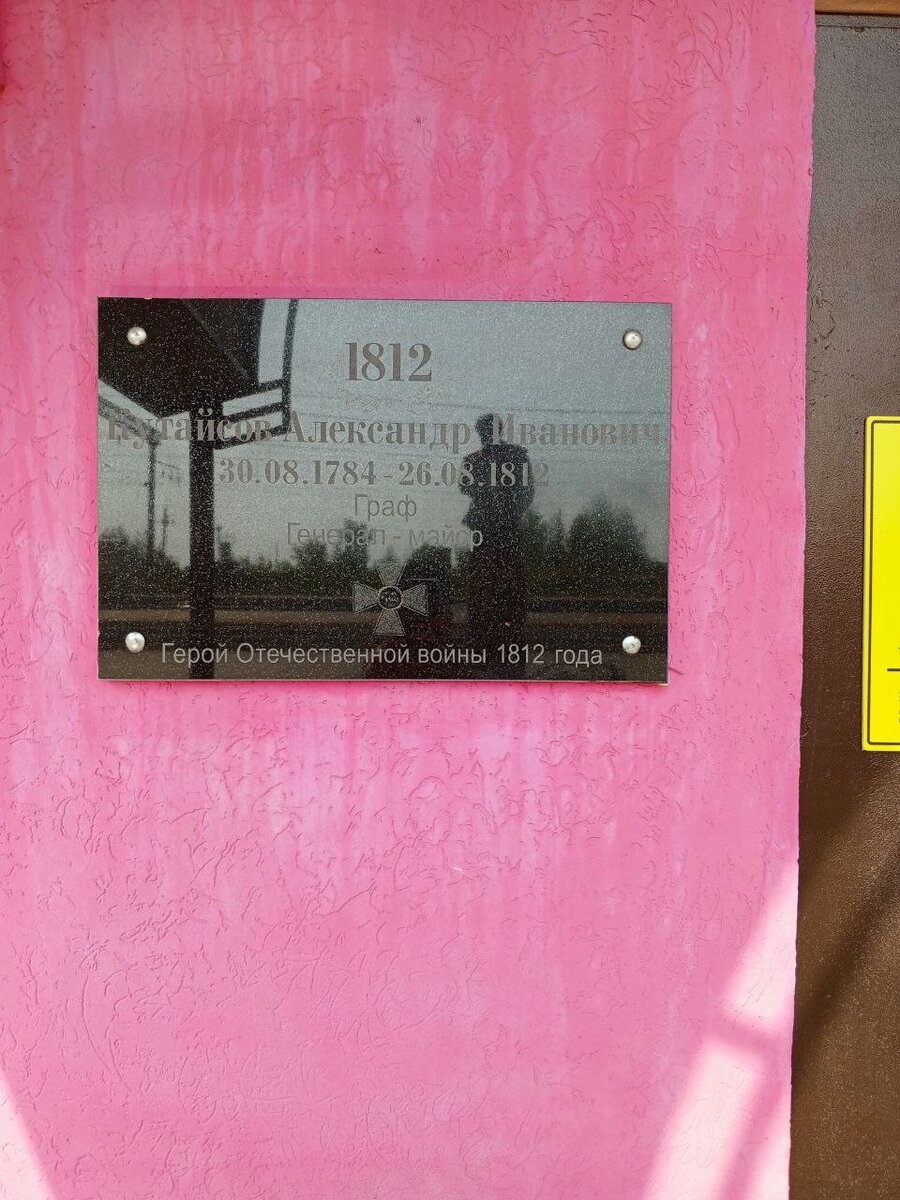 1812
Кутайсов Александр Иванович
30.08.1784 - 26.08.1812
Граф
Генерал - майор
Герой Отечественной войны 1812 года